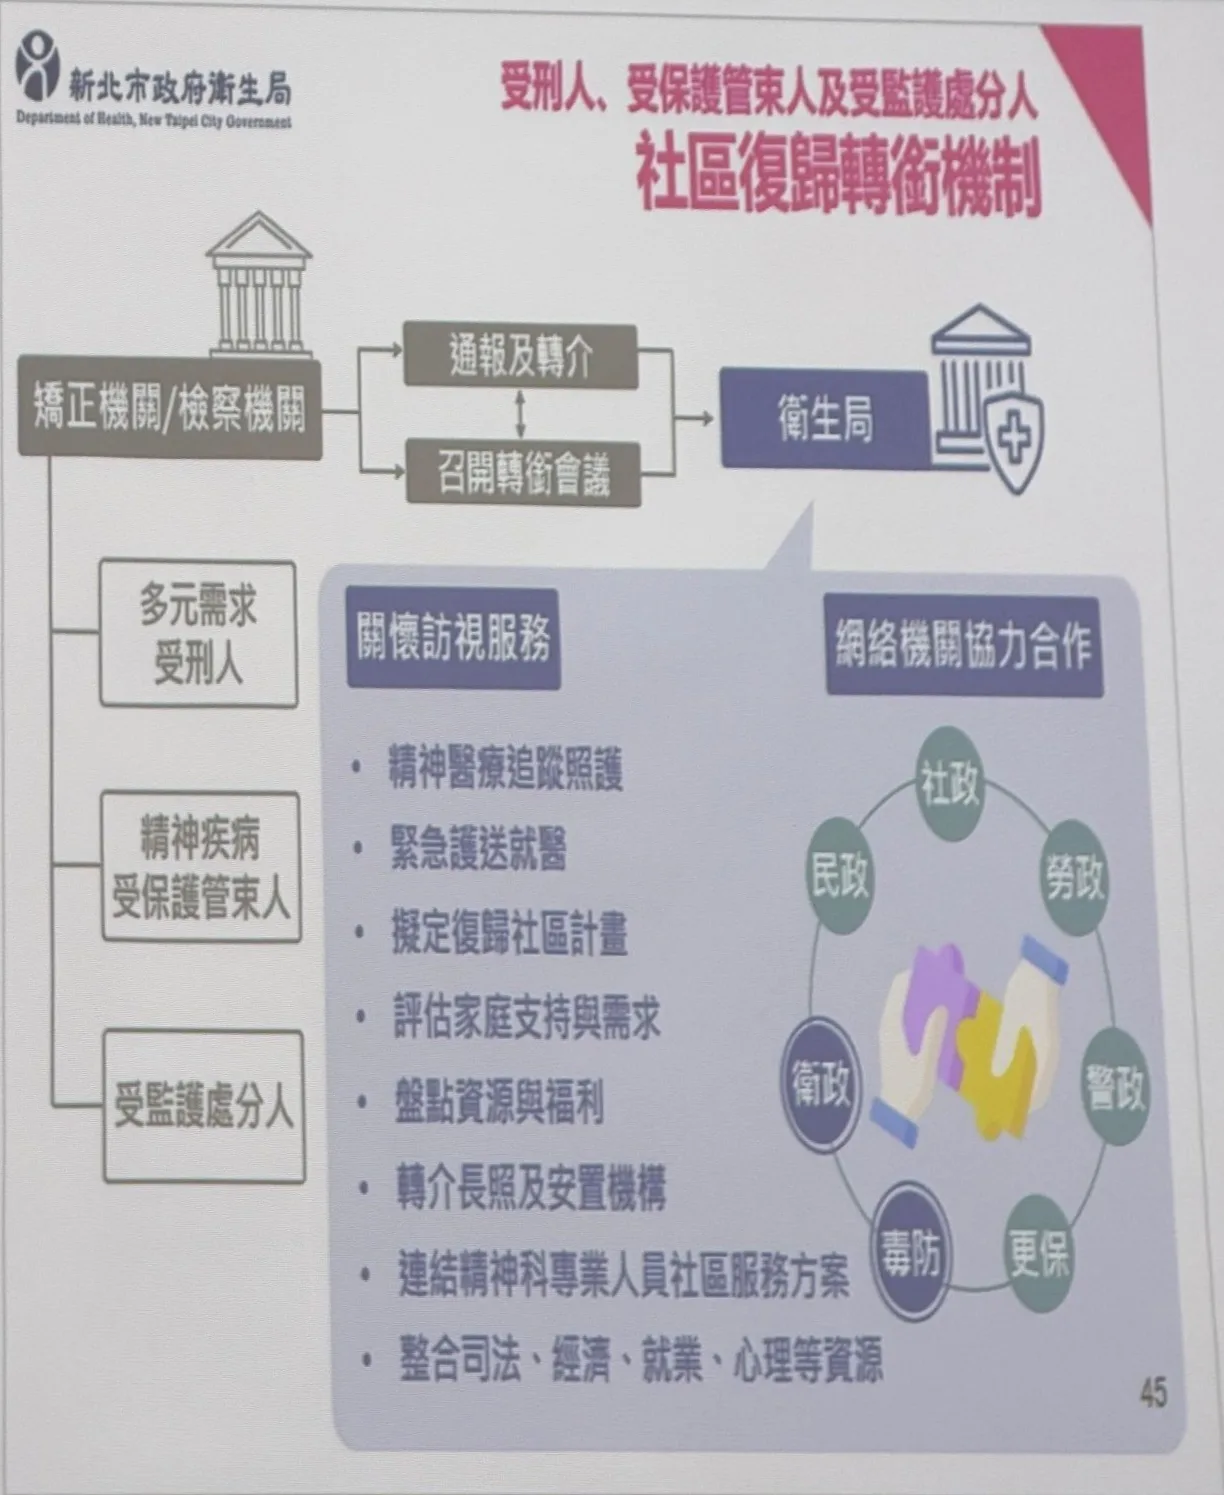 新北市政府衛生局
Department of Health, New Taipei City Government
受刑人、受保護管束人及受監護處分人
社區復歸轉銜機制
矯正機關/檢察機關
通報及轉介
召開轉銜會議
衛生局
多元需求
受刑人
精神疾病
受保護管束人
受監護處分人
關懷訪視服務
• 精神醫療追蹤照護
• 緊急護送就醫
• 擬定復歸社區計畫
• 評估家庭支持與需求
• 盤點資源與福利
• 轉介長照及安置機構
• 連結精神科專業人員社區服務方案
• 整合司法、經濟、就業、心理等資源
網絡機關協力合作
社政
勞政
警政
更保
毒防
衛政
民政
45